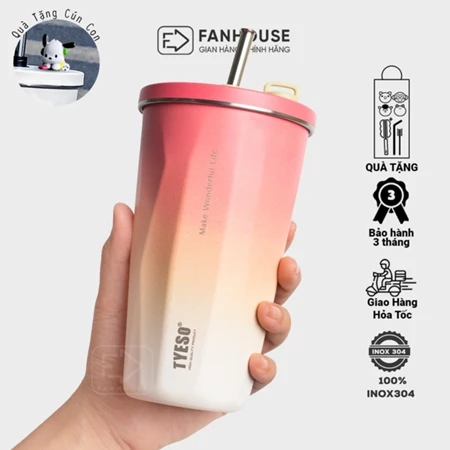 Quà Tặng Cún Con
FANHOUSE
GIAN HÀNG CHÍNH HÃNG
Make Wonderful Life
TYESO®
QUÀ TẶNG
3
Bảo hành
3 tháng
Giao Hàng
Hỏa Tốc
INOX 304
100%
INOX304